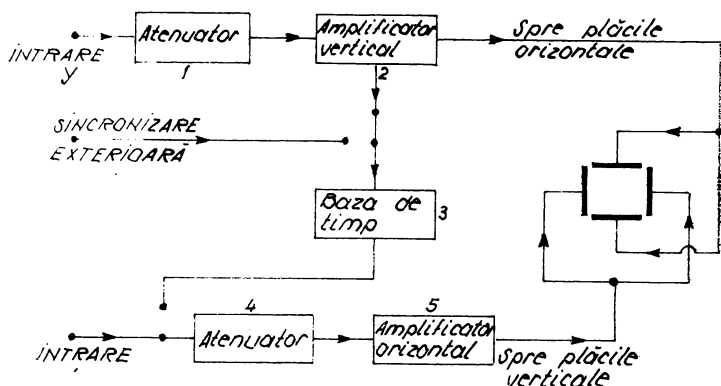 INTRARE
y
Atenuator
1
Amplificator
vertical
2
Spre plăcile
orizontale
SINCRONIZARE
EXTERIOARĂ
Baza de
timp
3
INTRARE
4
Atenuator
5
Amplificator
orizontal
Spre plăcile
verticale